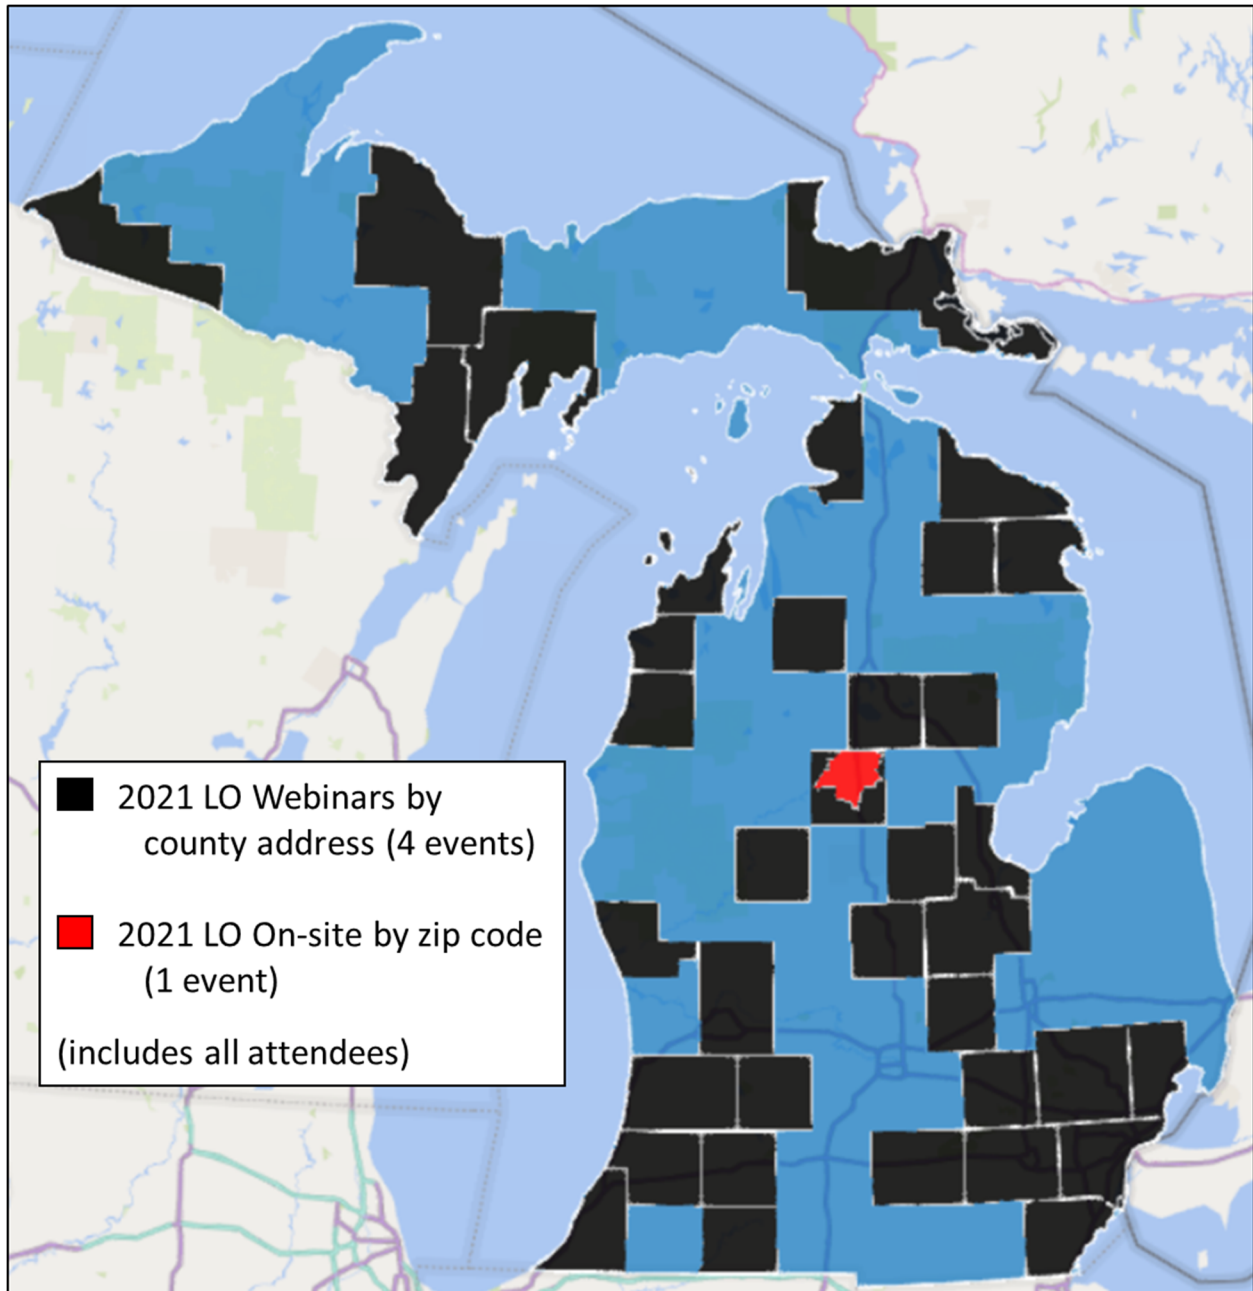 2021 LO Webinars by
county address (4 events)
2021 LO On-site by zip code
(1 event)
(includes all attendees)